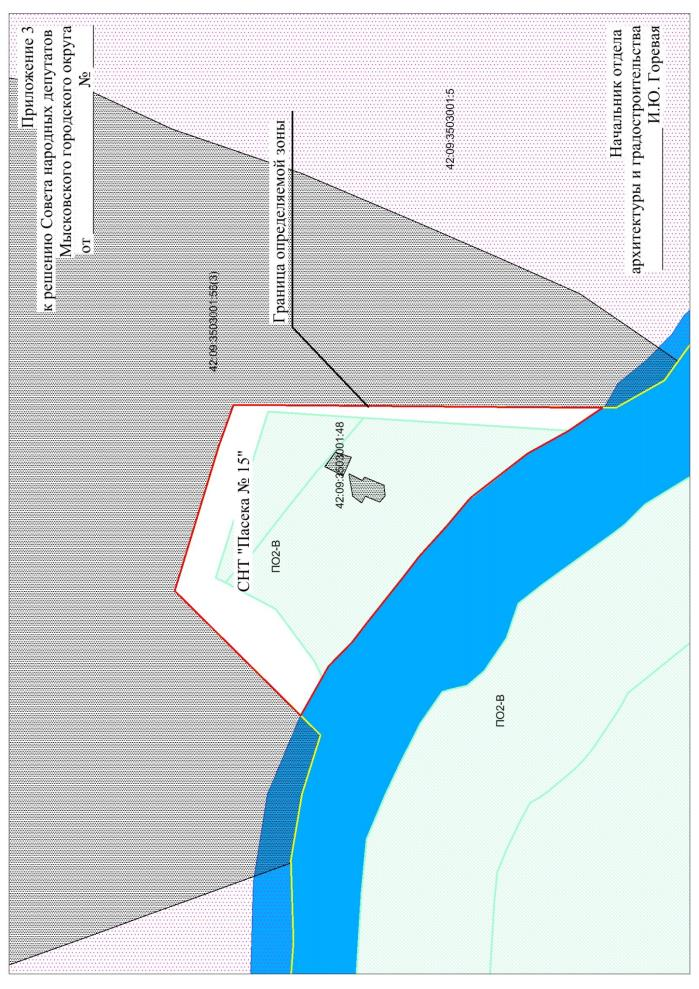 Приложение 3
к решению Совета народных депутатов
Мысковского городского округа
от № 
42:09:3503001:56(3)
Граница определяемой зоны
42:09:3503001:5
СНТ "Пасека № 15"
ПО2-В
42:09:3503001:48
ПО2-В
Начальник отдела
архитектуры и градостроительства
И.Ю. Горевая